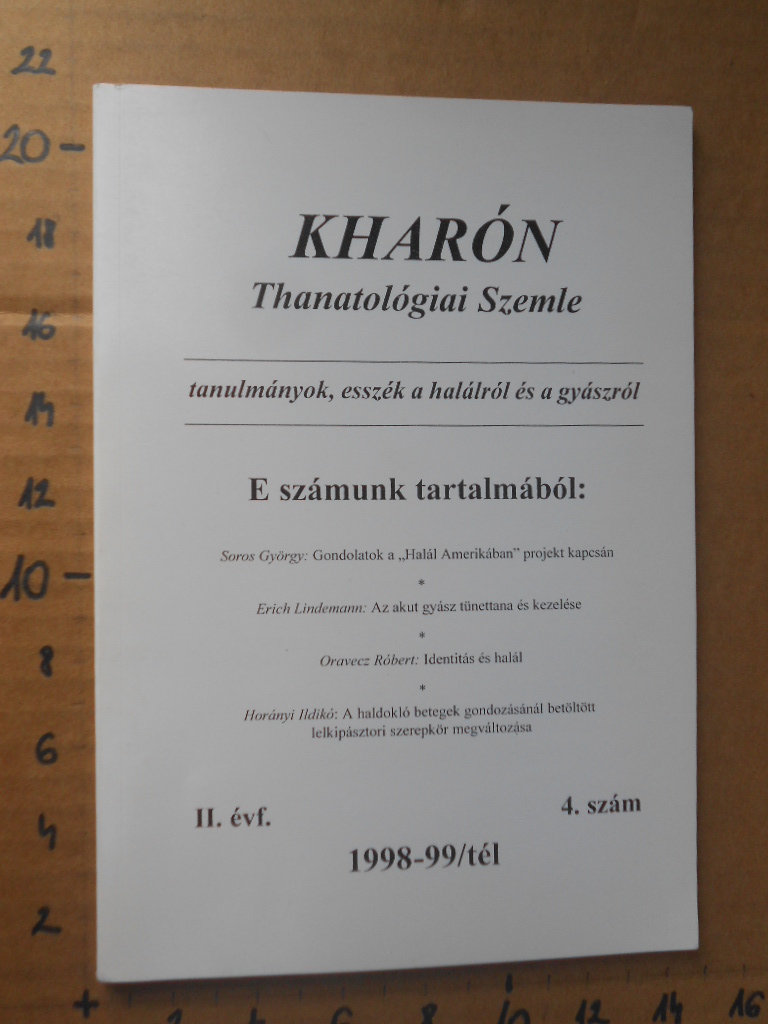 KHARÓN
Thanatológiai Szemle
tanulmányok, esszék a halálról és a gyászról
E számunk tartalmából:
Soros György: Gondolatok a „Halál Amerikában” projekt kapcsán
*
Erich Lindemann: Az akut gyász tünettana és kezelése
*
Oravecz Róbert: Identitás és halál
*
Horányi Ildikó: A haldokló betegek gondozásánál betöltött
lelkipásztori szerepkör megváltozása
II. évf.
4. szám
1998-99/tél
22
20
18
16
14
12
10
8
6
4
2
+ 2 4 6 8 10 12 14 16